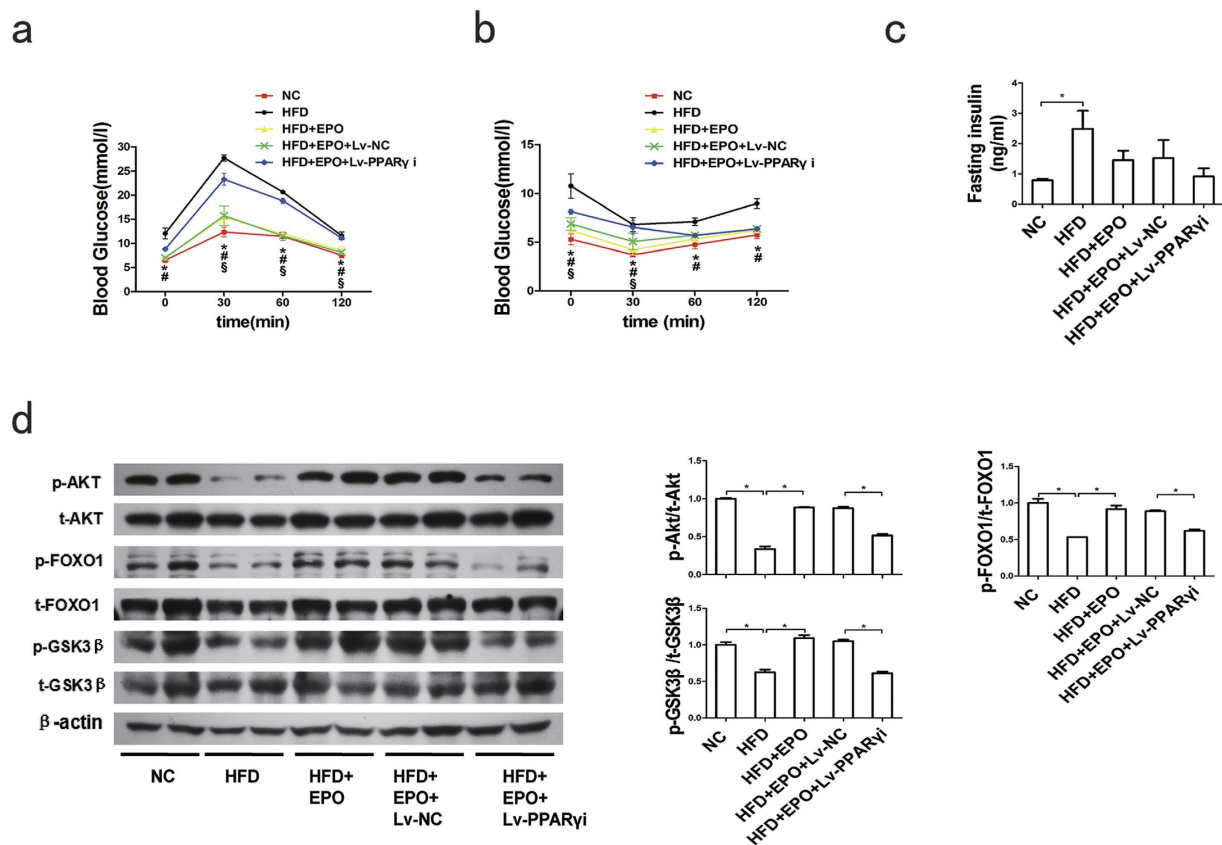 a
NC
HFD
HFD+EPO
HFD+EPO+Lv-NC
HFD+EPO+Lv-PPARγ i
Blood Glucose(mmol/l)
30
25
20
15
10
5
0
*
#
*
#
§
*
#
§
*
#
§
0 30 60 120
time(min)
b
NC
HFD
HFD+EPO
HFD+EPO+Lv-NC
HFD+EPO+Lv-PPARγ i
Blood Glucose(mmol/l)
15
10
5
0
*
#
§
*
#
§
*
#
*
#
0 30 60 120
time (min)
c
Fasting insulin
(ng/ml)
4
3
2
1
0
*
NC
HFD
HFD+EPO
HFD+EPO+Lv-NC
HFD+EPO+Lv-PPARγi
d
p-AKT
t-AKT
p-FOXO1
t-FOXO1
p-GSK3β
t-GSK3β
β-actin
NC HFD HFD+ HFD+ HFD+
EPO EPO+ EPO+
Lv-NC Lv-PPARγi
p-Akt/t-Akt
1.5
1.0
0.5
0.0
* * *
p-GSK3β /t-GSK3β
1.5
1.0
0.5
0.0
* * *
NC
HFD
HFD+EPO
HFD+EPO+Lv-NC
HFD+EPO+Lv-PPARγi
p-FOXO1/t-FOXO1
1.5
1.0
0.5
0.0
* * *
NC
HFD
HFD+EPO
HFD+EPO+Lv-NC
HFD+EPO+Lv-PPARγi